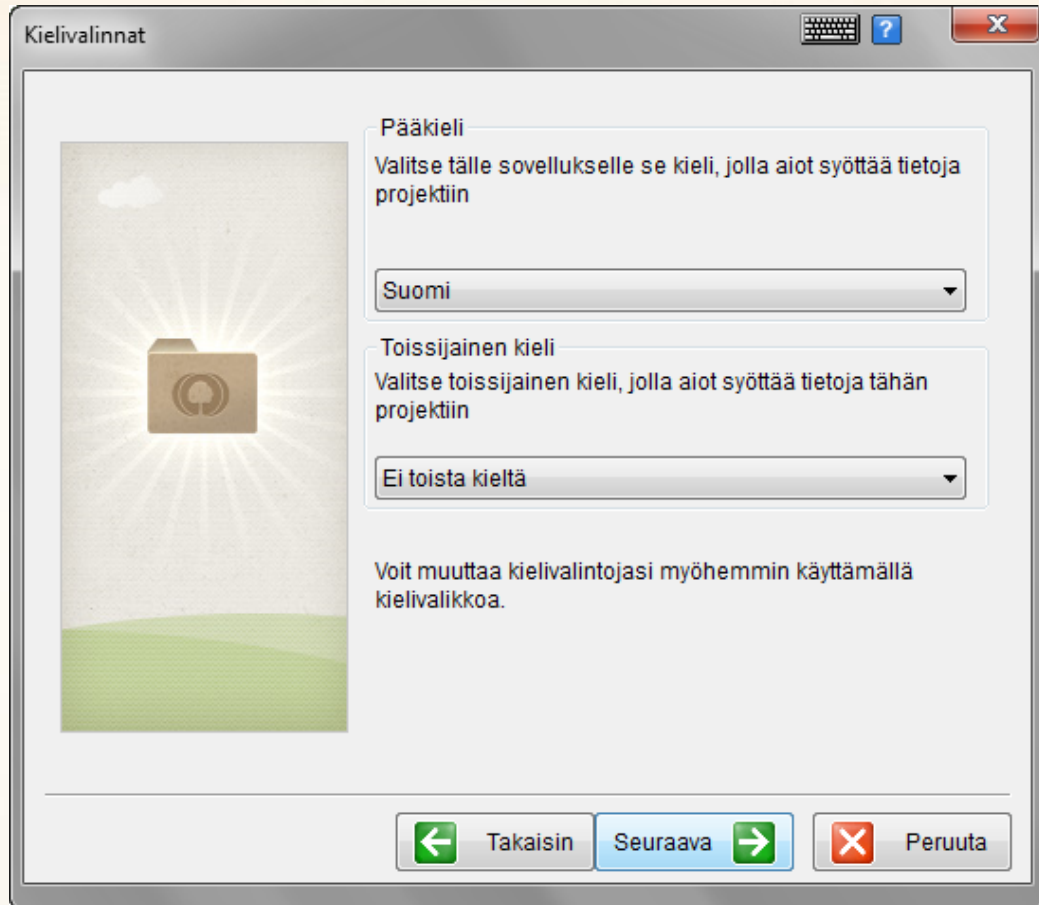 Kielivalinnat
?
X
Pääkieli
Valitse tälle sovellukselle se kieli, jolla aiot syöttää tietoja
projektiin
Suomi
Toissijainen kieli
Valitse toissijainen kieli, jolla aiot syöttää tietoja tähän
projektiin
Ei toista kieltä
Voit muuttaa kielivalintojasi myöhemmin käyttämällä
kielivalikkoa.
Takaisin Seuraava Peruuta